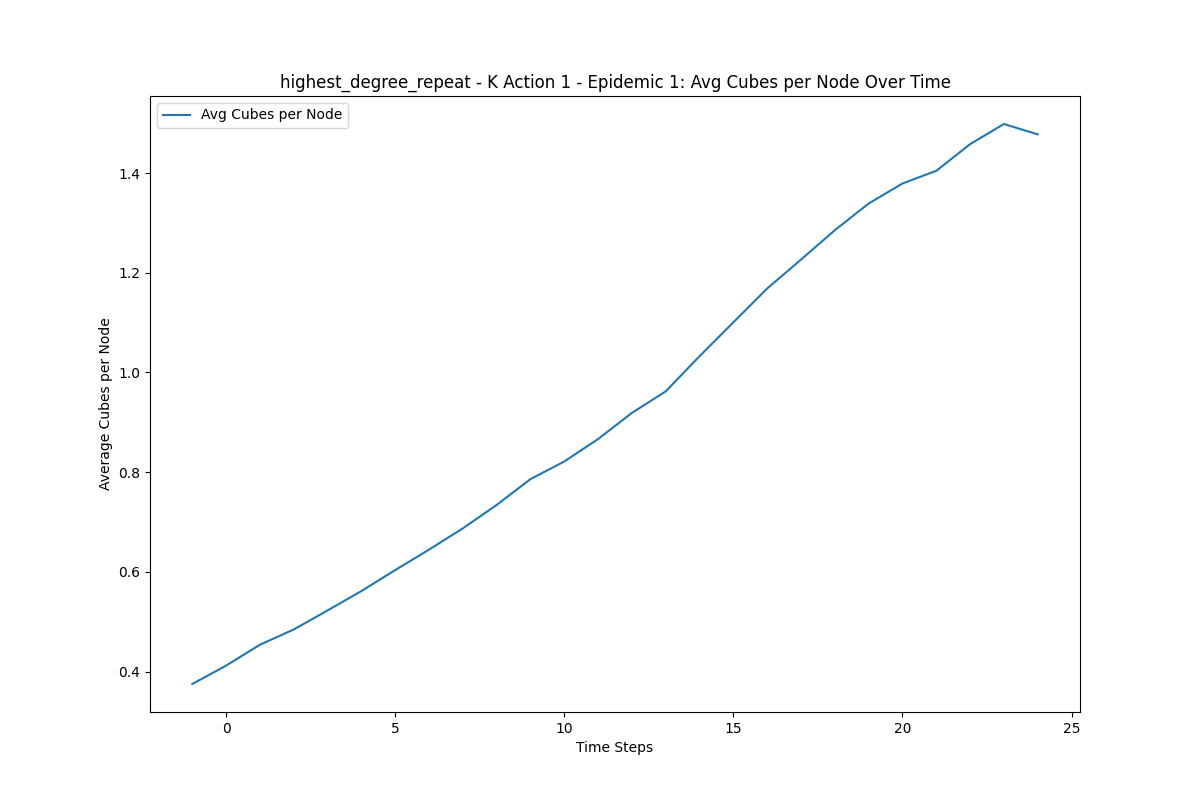 highest_degree_repeat - K Action 1 - Epidemic 1: Avg Cubes per Node Over Time
Avg Cubes per Node
1.4
1.2
1.0
0.8
0.6
0.4
Average Cubes per Node
0 5 10 15 20 25
Time Steps